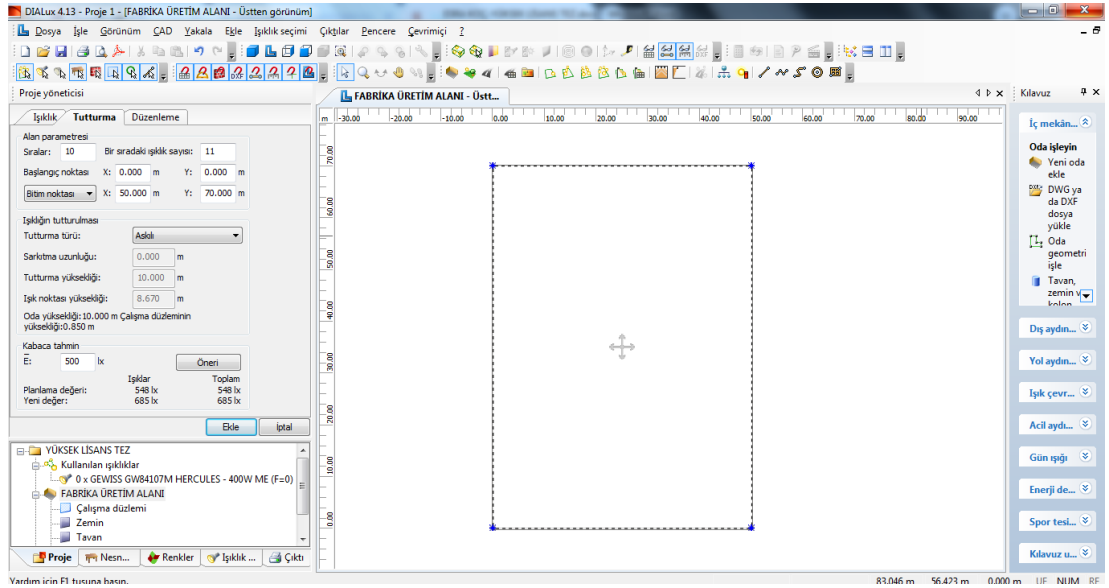 DIALux 4.13 - Proje 1 - [FABRİKA ÜRETİM ALANI - Üstten görünüm]
Dosya İşle Görünüm CAD Yakala Ekle Işıklık seçimi Çıktılar Pencere Çevrimiçi ?
Proje yöneticisi
Işıklık Tutturma Düzenleme
Alan parametresi
Sıralar: 10 Bir sıradaki ışıklık sayısı: 11
Başlangıç noktası X: 0.000 m Y: 0.000 m
Bitim noktası X: 50.000 m Y: 70.000 m
Işıklığın tutturulması
Tutturma türü: Askılı
Sarkıtma uzunluğu: 0.000 m
Tutturma yüksekliği: 10.000 m
Işık noktası yüksekliği: 8.670 m
Oda yüksekliği:10.000 m Çalışma düzleminin
yüksekliği:0.850 m
Kabaca tahmin
E: 500 lx Öneri
Işıklar Toplam
Planlama değeri: 548 lx 548 lx
Yeni değer: 685 lx 685 lx
Ekle İptal
YÜKSEK LİSANS TEZ
Kullanılan ışıklıklar
0 x GEWISS GW84107M HERCULES - 400W ME (F=0)
FABRİKA ÜRETİM ALANI
Çalışma düzlemi
Zemin
Tavan
Proje Nesn... Renkler Işıklık ... Çıktı
FABRİKA ÜRETİM ALANI - Üstt...
m -30.00 -20.00 -10.00 0.00 10.00 20.00 30.00 40.00 50.00 60.00 70.00 80.00 90.00
70.00
60.00
50.00
40.00
30.00
20.00
10.00
0.00
Kılavuz
İç mekân...
Oda işleyin
Yeni oda
ekle
DWG ya
da DXF
dosya
yükle
Oda
geometri
işle
Tavan,
zemin v
kolon
Dış aydın...
Yol aydın...
Işık çevr...
Acil aydı...
Gün ışığı
Enerji de...
Spor tesi...
Kılavuz u...
Yardım için F1 tuşuna basın. 83.046 m 56.423 m 0.000 m UF NUM RF